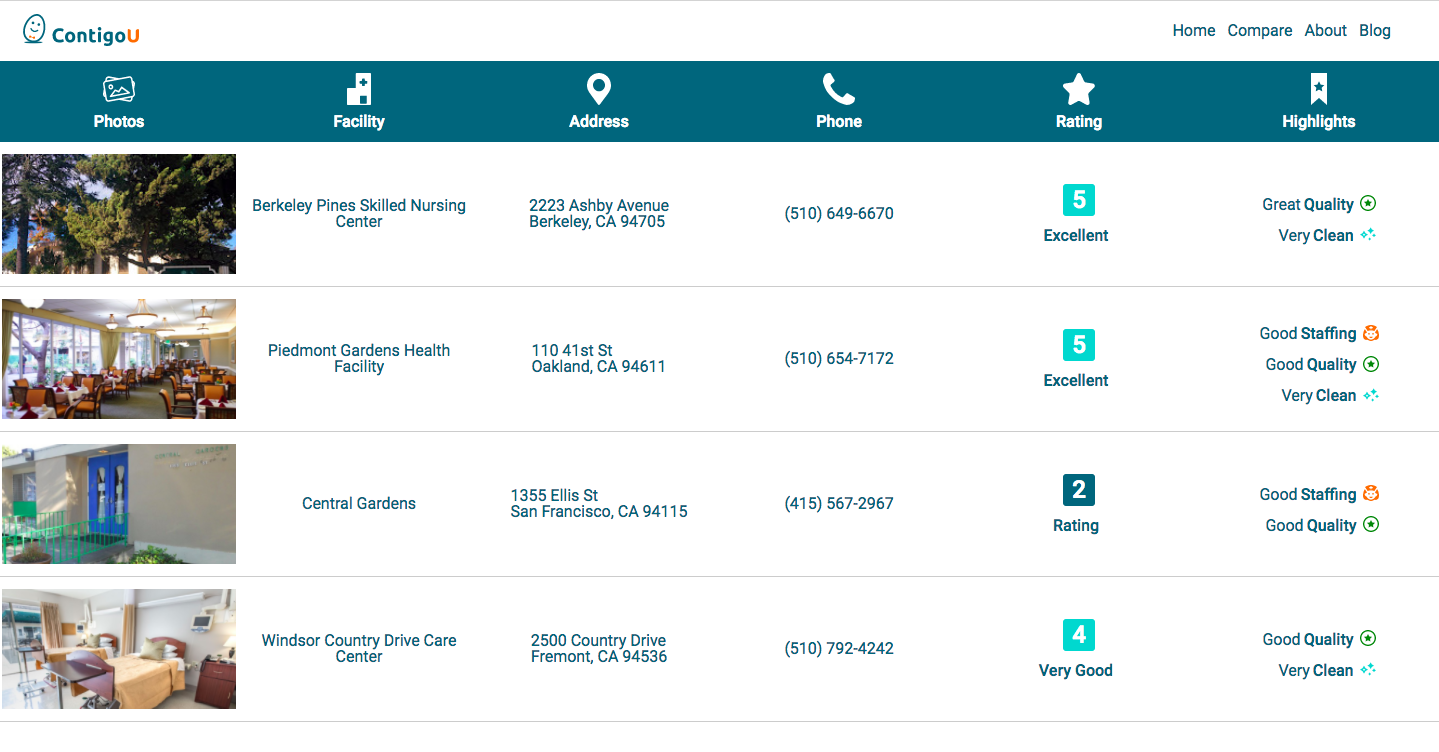 ContigoU
Home Compare About Blog
Photos Facility Address Phone Rating Highlights
Berkeley Pines Skilled Nursing
Center
2223 Ashby Avenue
Berkeley, CA 94705
(510) 649-6670
5
Excellent
Great Quality
Very Clean
Piedmont Gardens Health
Facility
110 41st St
Oakland, CA 94611
(510) 654-7172
5
Excellent
Good Staffing
Good Quality
Very Clean
CENTRAL GARDENS
Central Gardens
1355 Ellis St
San Francisco, CA 94115
(415) 567-2967
2
Rating
Good Staffing
Good Quality
Windsor Country Drive Care
Center
2500 Country Drive
Fremont, CA 94536
(510) 792-4242
4
Very Good
Good Quality
Very Clean